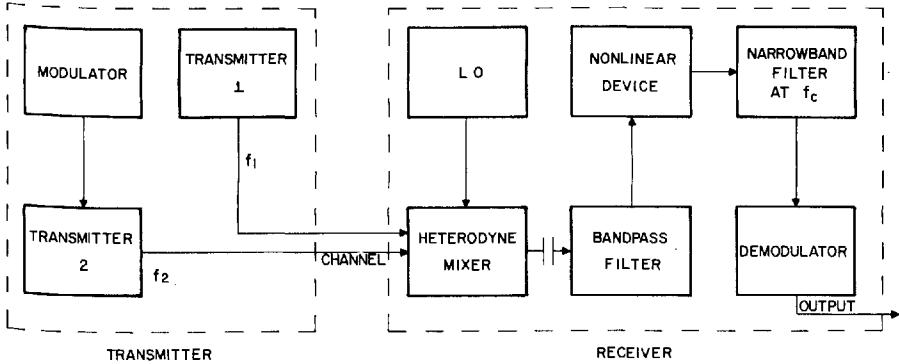 MODULATOR
TRANSMITTER
1
f1
TRANSMITTER
2
f2
CHANNEL
TRANSMITTER
L O
NONLINEAR
DEVICE
NARROWBAND
FILTER
AT fc
HETERODYNE
MIXER
BANDPASS
FILTER
DEMODULATOR
OUTPUT
RECEIVER